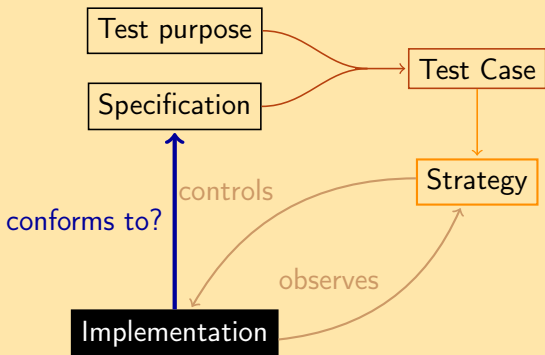 Test purpose
Test Case
Specification
Strategy
controls
conforms to?
observes
Implementation